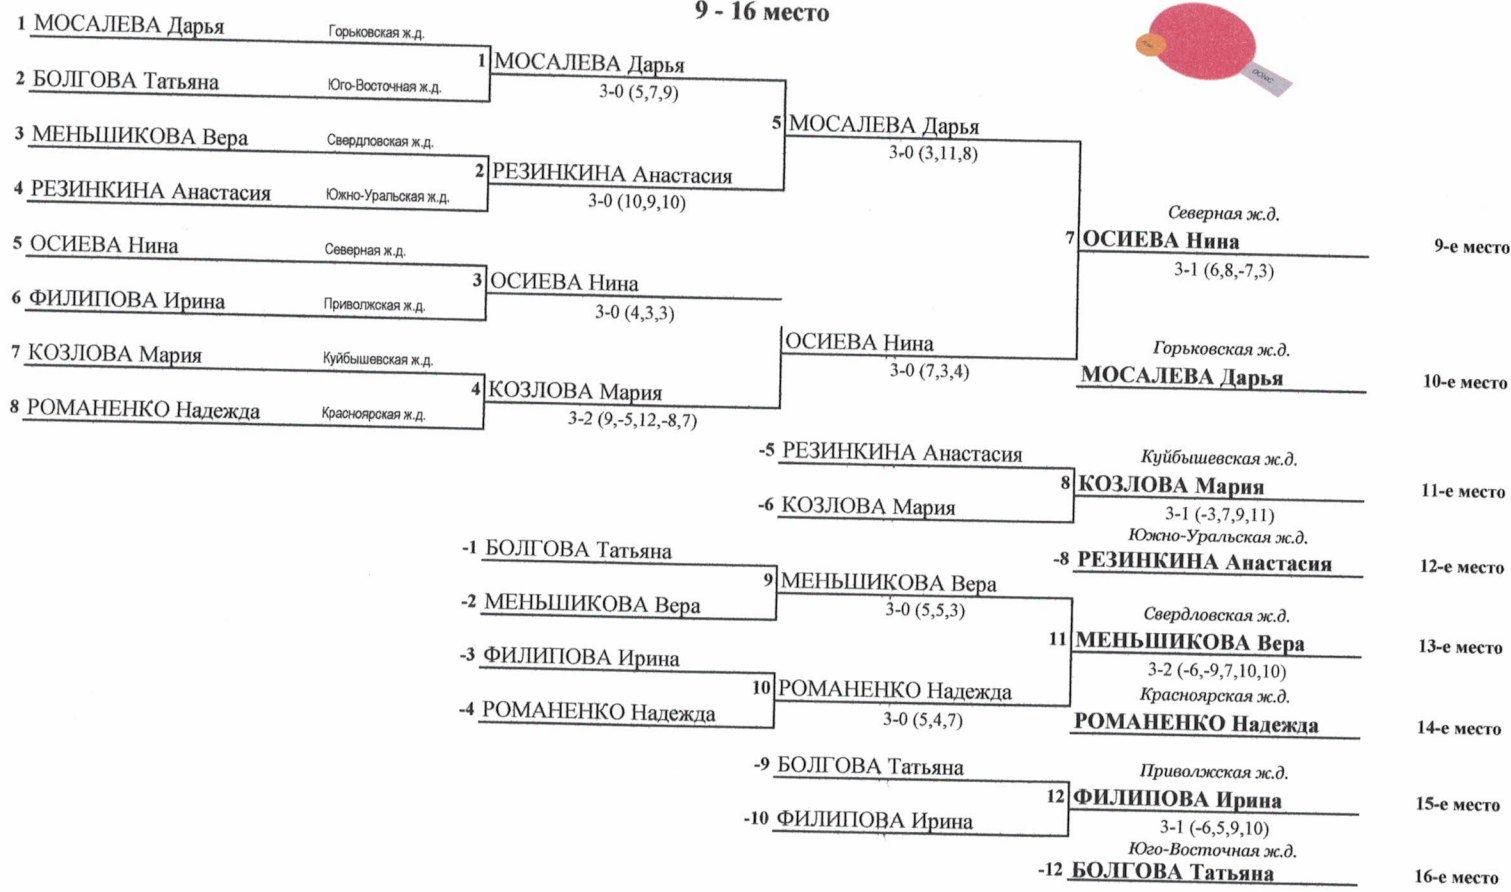 9 - 16 место
1 МОСАЛЕВА Дарья Горьковская ж.д.
1 МОСАЛЕВА Дарья
3-0 (5,7,9)
2 БОЛГОВА Татьяна Юго-Восточная ж.д.
5 МОСАЛЕВА Дарья
3-0 (3,11,8)
3 МЕНЬШИКОВА Вера Свердловская ж.д.
2 РЕЗИНКИНА Анастасия
3-0 (10,9,10)
4 РЕЗИНКИНА Анастасия Южно-Уральская ж.д.
Северная ж.д.
7 ОСИЕВА Нина 9-е место
3-1 (6,8,-7,3)
5 ОСИЕВА Нина Северная ж.д.
3 ОСИЕВА Нина
3-0 (4,3,3)
6 ФИЛИПОВА Ирина Приволжская ж.д.
ОСИЕВА Нина
3-0 (7,3,4)
Горьковская ж.д.
МОСАЛЕВА Дарья 10-е место
7 КОЗЛОВА Мария Куйбышевская ж.д.
4 КОЗЛОВА Мария
3-2 (9,-5,12,-8,7)
8 РОМАНЕНКО Надежда Красноярская ж.д.
-5 РЕЗИНКИНА Анастасия
Куйбышевская ж.д.
8 КОЗЛОВА Мария 11-е место
3-1 (-3,7,9,11)
-6 КОЗЛОВА Мария
Южно-Уральская ж.д.
-8 РЕЗИНКИНА Анастасия 12-е место
-1 БОЛГОВА Татьяна
9 МЕНЬШИКОВА Вера
3-0 (5,5,3)
-2 МЕНЬШИКОВА Вера
Свердловская ж.д.
11 МЕНЬШИКОВА Вера 13-е место
3-2 (-6,-9,7,10,10)
-3 ФИЛИПОВА Ирина
10 РОМАНЕНКО Надежда
3-0 (5,4,7)
-4 РОМАНЕНКО Надежда
Красноярская ж.д.
РОМАНЕНКО Надежда 14-е место
-9 БОЛГОВА Татьяна
Приволжская ж.д.
12 ФИЛИПОВА Ирина 15-е место
3-1 (-6,5,9,10)
-10 ФИЛИПОВА Ирина
Юго-Восточная ж.д.
-12 БОЛГОВА Татьяна 16-е место
DONIC